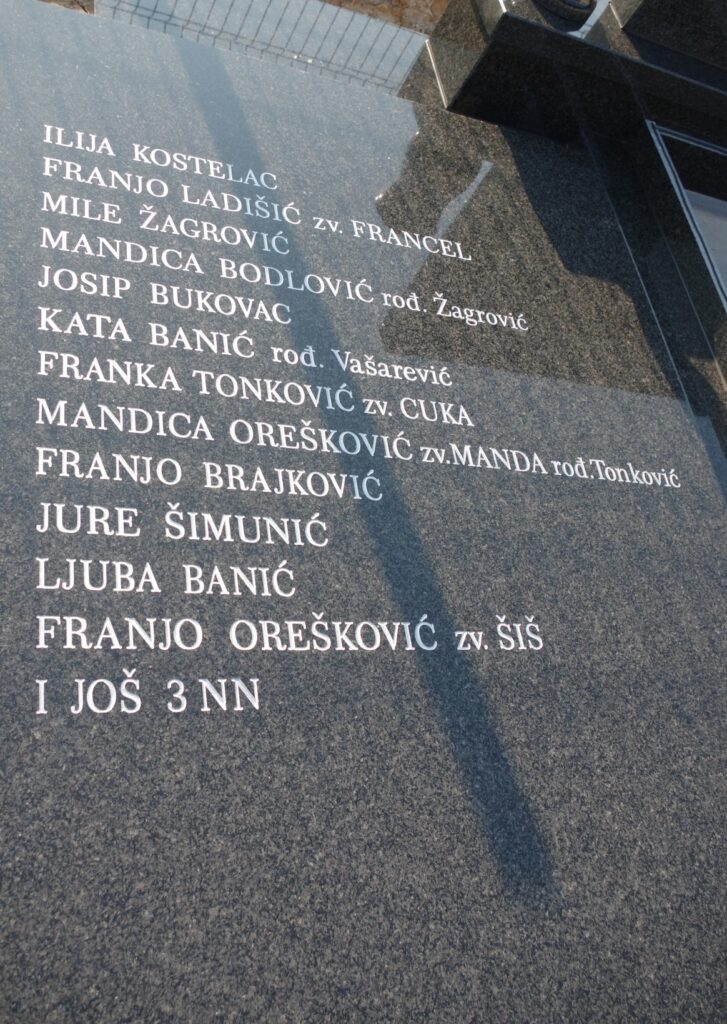 ILIJA KOSTELAC
FRANJO LADIŠIĆ zv. FRANCEL
MILE ŽAGROVIĆ
MANDICA BODLOVIĆ rođ. Žagrović
JOSIP BUKOVAC
KATA BANIĆ rođ. Vašarević
FRANKA TONKOVIĆ zv. CUKA
MANDICA OREŠKOVIĆ zv.MANDA rođ.Tonković
FRANJO BRAJKOVIĆ
JURE ŠIMUNIĆ
LJUBA BANIĆ
FRANJO OREŠKOVIĆ zv. ŠIŠ
I JOŠ 3 NN